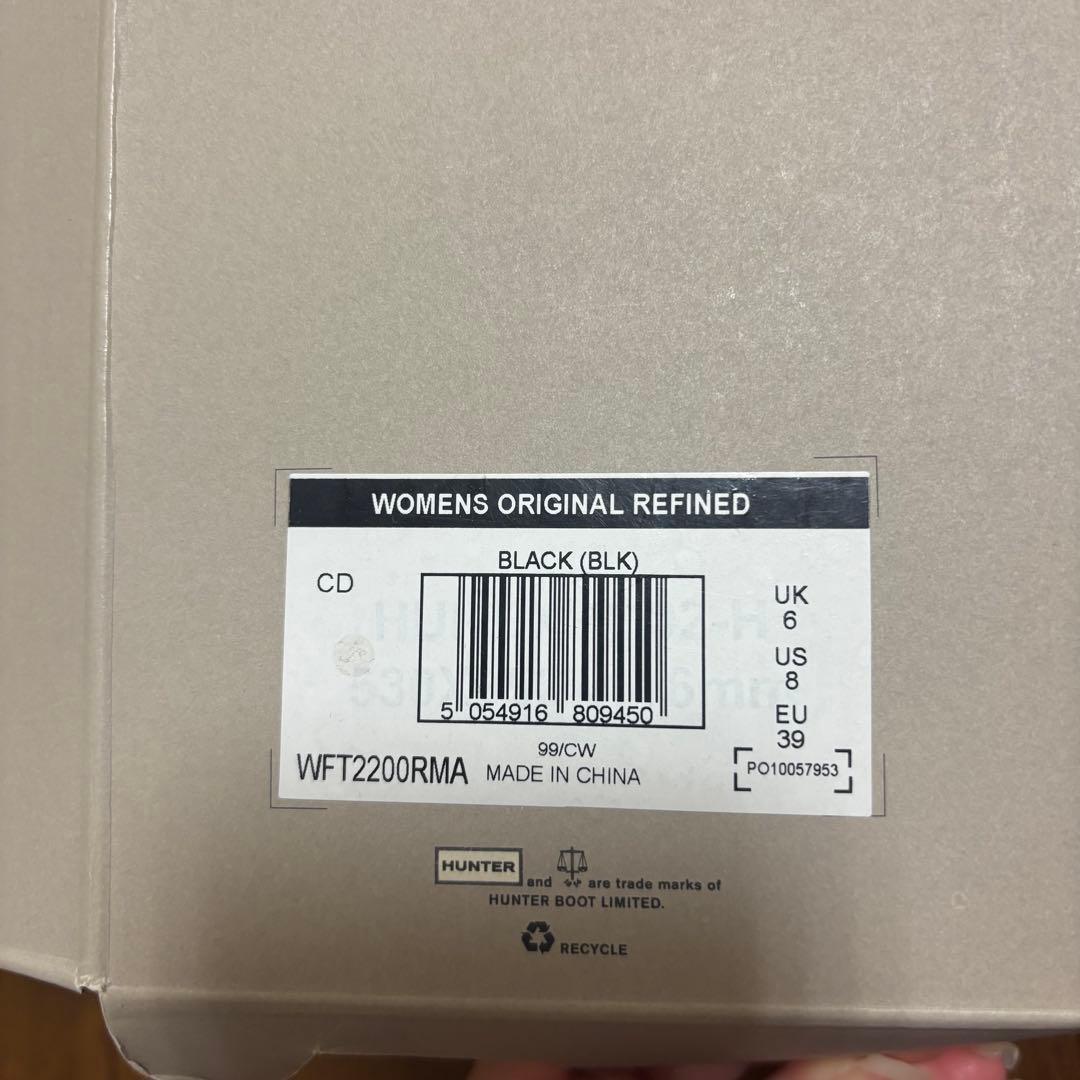 WOMENS ORIGINAL REFINED
BLACK (BLK)
CD
UK
6
US
8
EU
39
5 054916 809450
99/CW
WFT2200RMA MADE IN CHINA
PO10057953
HUNTER and are trade marks of
HUNTER BOOT LIMITED.
RECYCLE